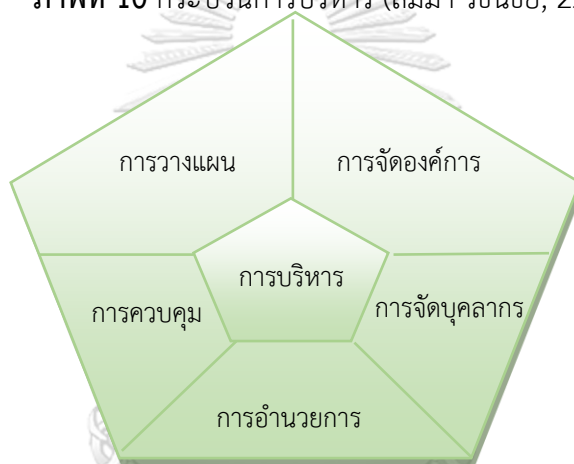 ภาพที่ 10 กระบวนการบริหาร
การวางแผน
การจัดองค์การ
การบริหาร
การควบคุม
การจัดบุคลากร
การอำนวยการ